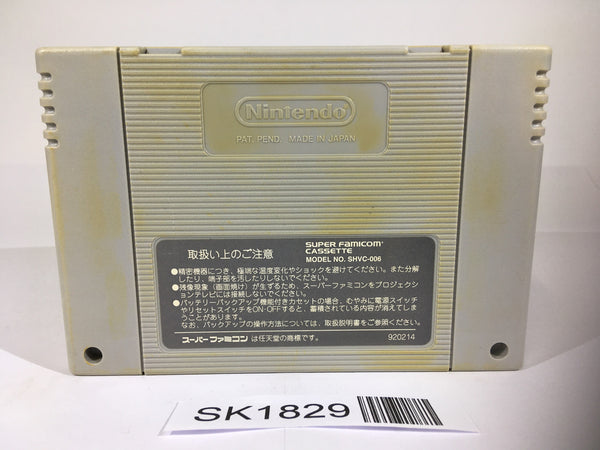 Nintendo
PAT. PEND. MADE IN JAPAN
取扱い上のご注意
SUPER FAMICOM
CASSETTE
MODEL NO. SHVC-006
●精密機器につき、極端な温度変化やショックを避けてください。また分解
したり、端子部を汚したりしないでください。
●残像現象（画面焼け）が生ずるため、スーパーファミコンをプロジェクシ
ョンテレビには接続しないでください。
●バッテリーバックアップ機能付きカセットの場合、むやみに電源スイッチ
やリセットスイッチをON-OFFすると、蓄積されている内容が消えてしま
うことがあります。
なお、バックアップの操作方法については、取扱説明書をご参照ください。
スーパーファミコン は任天堂の商標です。
920214
SK1829